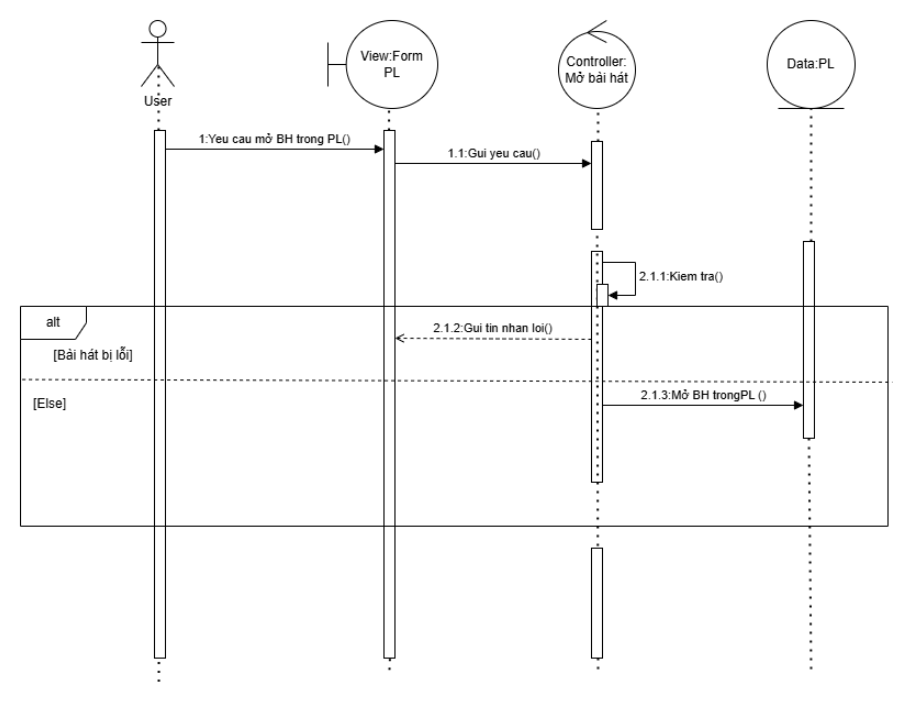 View:Form
PL
Controller:
Mở bài hát
Data:PL
User
1:Yeu cau mở BH trong PL()
1.1:Gui yeu cau()
2.1.1:Kiem tra()
alt
2.1.2:Gui tin nhan loi()
[Bài hát bị lỗi]
2.1.3:Mở BH trongPL ()
[Else]